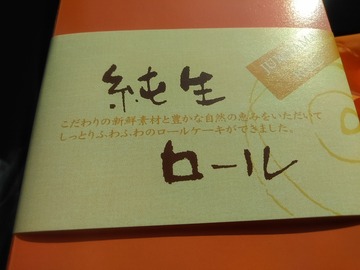 純生
こだわりの新鮮素材と豊かな自然の恵みをいただいて
しっとりふわふわのロールケーキができました。
ロール